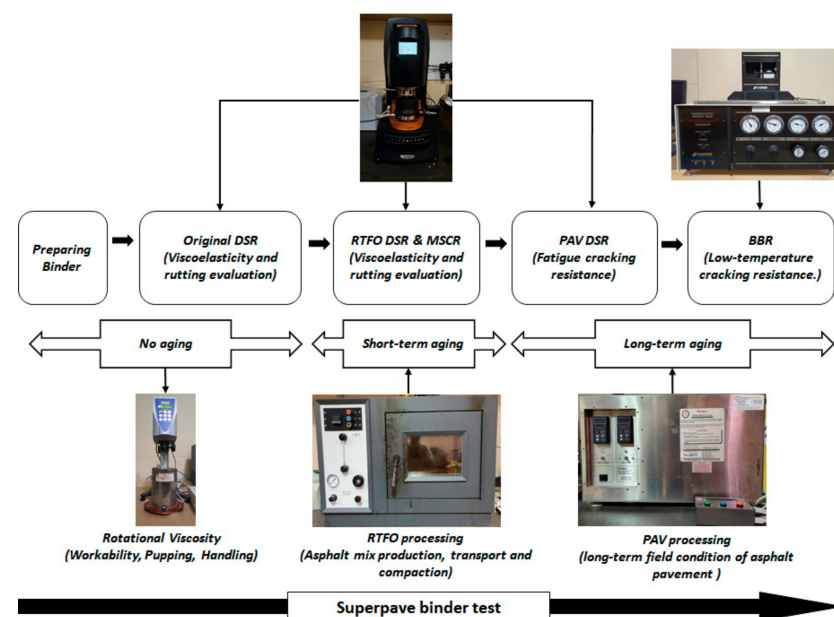 Preparing
Binder
Original DSR
(Viscoelasticity and
rutting evaluation)
RTFO DSR & MSCR
(Viscoelasticity and
rutting evaluation)
PAV DSR
(Fatigue cracking
resistance)
BBR
(Low-temperature
cracking resistance.)
No aging
Short-term aging
Long-term aging
Rotational Viscosity
(Workability, Pupping, Handling)
RTFO processing
(Asphalt mix production, transport and
compaction)
PAV processing
(long-term field condition of asphalt
pavement )
Superpave binder test